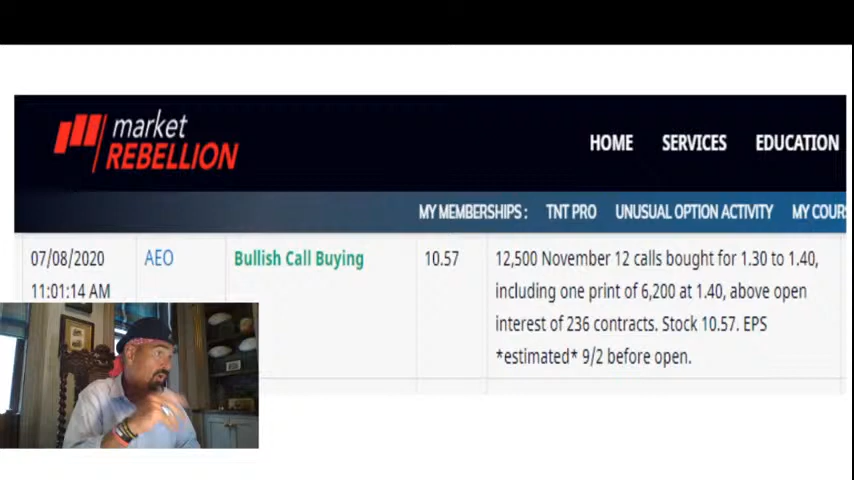 market
REBELLION
HOME SERVICES EDUCATION
MY MEMBERSHIPS : TNT PRO UNUSUAL OPTION ACTIVITY MY COUR
07/08/2020 AEO Bullish Call Buying 10.57 12,500 November 12 calls bought for 1.30 to 1.40,
11:01:14 AM including one print of 6,200 at 1.40, above open
interest of 236 contracts. Stock 10.57. EPS
*estimated* 9/2 before open.